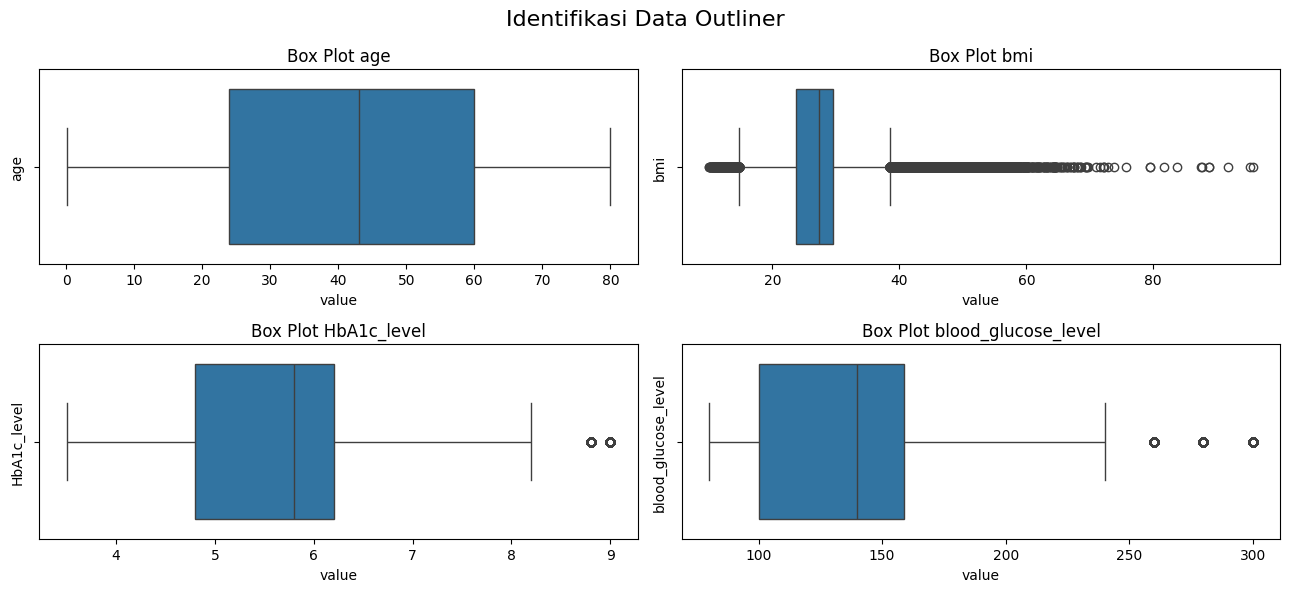 Identifikasi Data Outliner
Box Plot age
age
0 10 20 30 40 50 60 70 80
value
Box Plot bmi
bmi
20 40 60 80
value
Box Plot HbA1c_level
HbA1c_level
4 5 6 7 8 9
value
Box Plot blood_glucose_level
blood_glucose_level
100 150 200 250 300
value